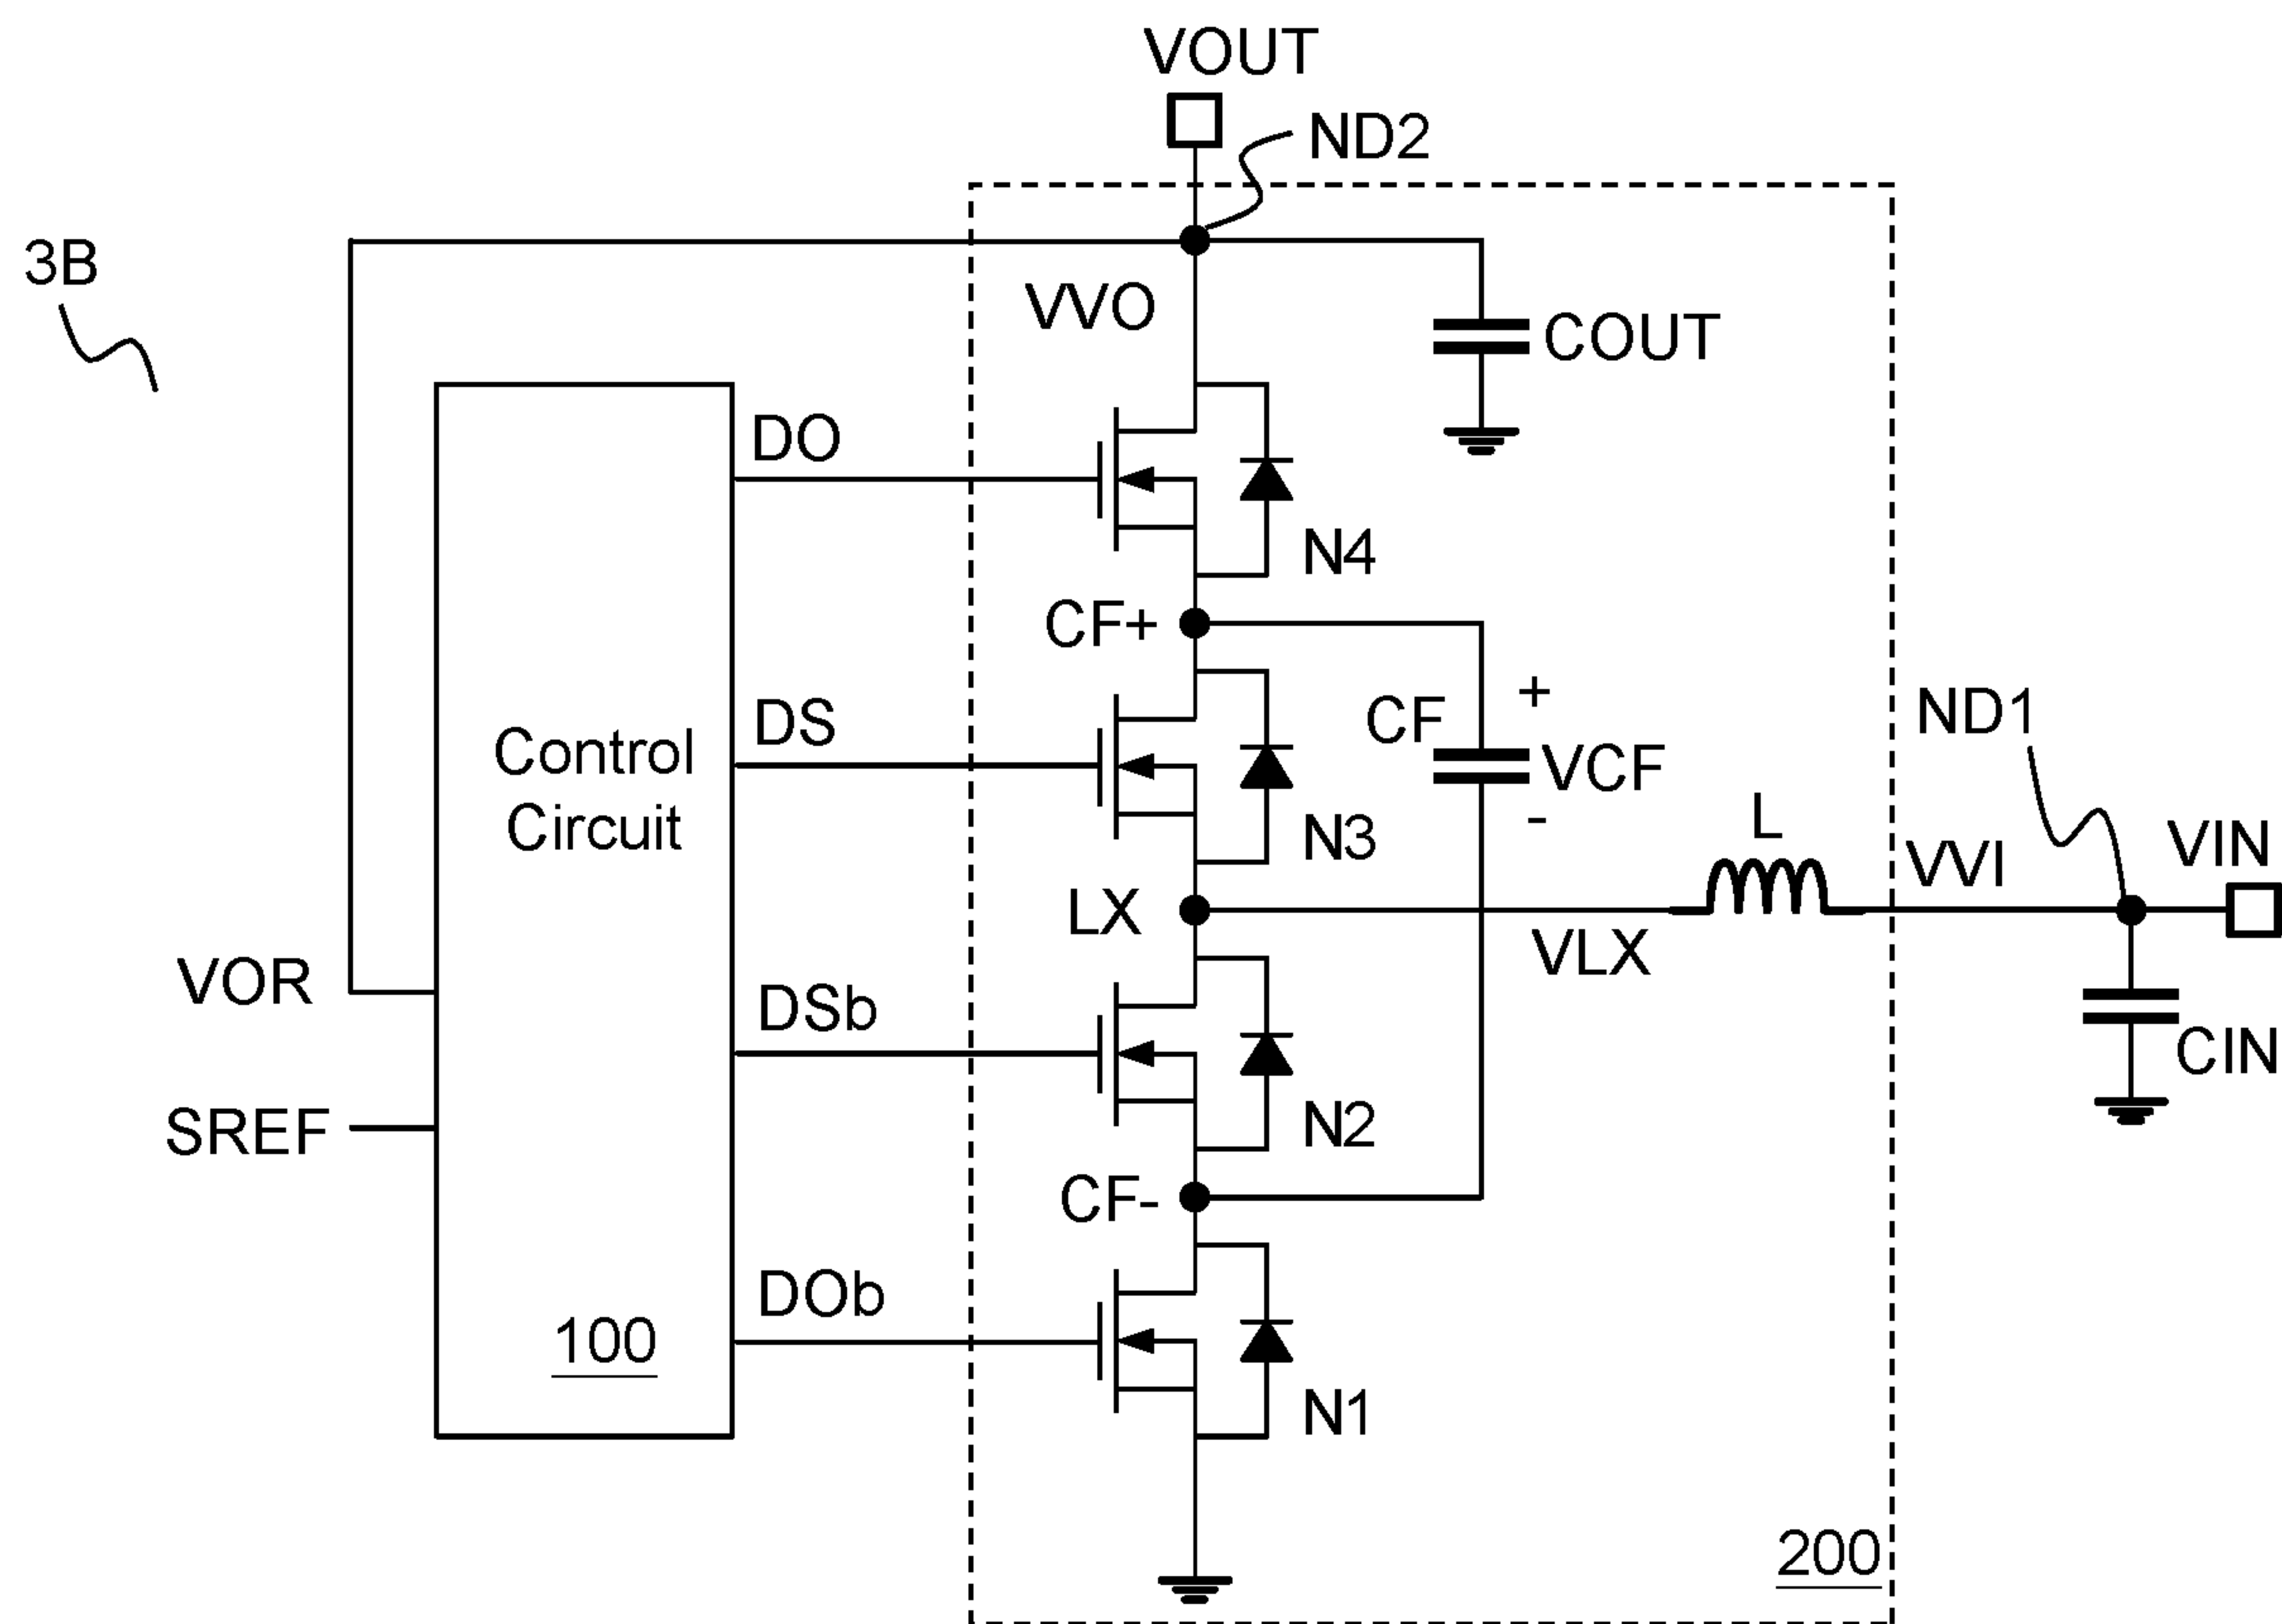 VOUT
ND2
3B
VVO
COUT
DO
N4
CF+
DS
CF
+
VCF
-
ND1
Control
Circuit
N3
L
VVI
VIN
LX
VLX
VOR
DSb
CIN
SREF
N2
CF-
DOb
100
N1
200